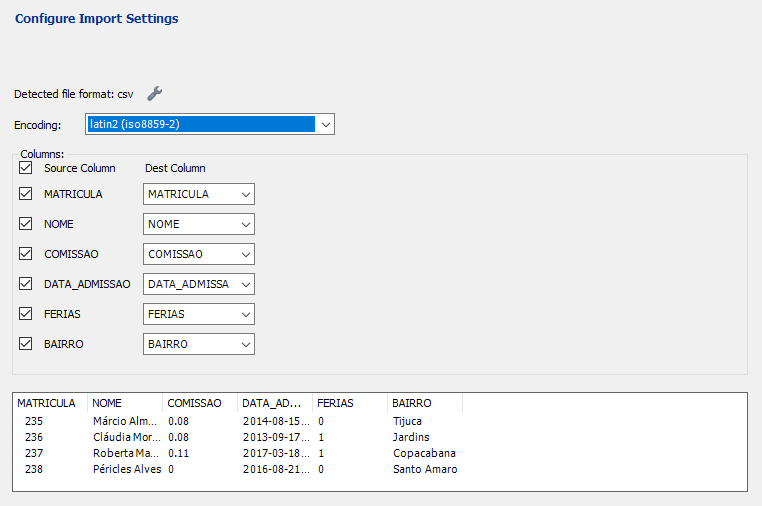 Configure Import Settings
Detected file format: csv
Encoding: latin2 (iso8859-2)
Columns:
Source Column Dest Column
MATRICULA MATRICULA
NOME NOME
COMISSAO COMISSAO
DATA_ADMISSAO DATA_ADMISSA
FERIAS FERIAS
BAIRRO BAIRRO
MATRICULA NOME COMISSAO DATA_AD... FERIAS BAIRRO
235 Márcio Alm... 0.08 2014-08-15... 0 Tijuca
236 Cláudia Mor... 0.08 2013-09-17... 1 Jardins
237 Roberta Ma... 0.11 2017-03-18... 1 Copacabana
238 Péricles Alves 0 2016-08-21... 0 Santo Amaro